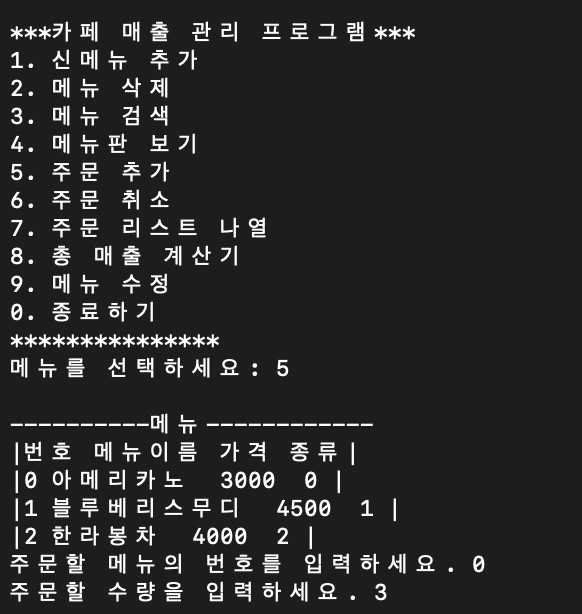 ***카페 매출 관리 프로그램***
1. 신메뉴 추가
2. 메뉴 삭제
3. 메뉴 검색
4. 메뉴판 보기
5. 주문 추가
6. 주문 취소
7. 주문 리스트 나열
8. 총 매출 계산기
9. 메뉴 수정
0. 종료하기
***************
메뉴를 선택하세요: 5
----------메뉴------------
|번호 메뉴이름 가격 종류|
|0 아메리카노  3000  0 |
|1 블루베리스무디  4500  1 |
|2 한라봉차  4000  2 |
주문할 메뉴의 번호를 입력하세요. 0
주문할 수량을 입력하세요. 3